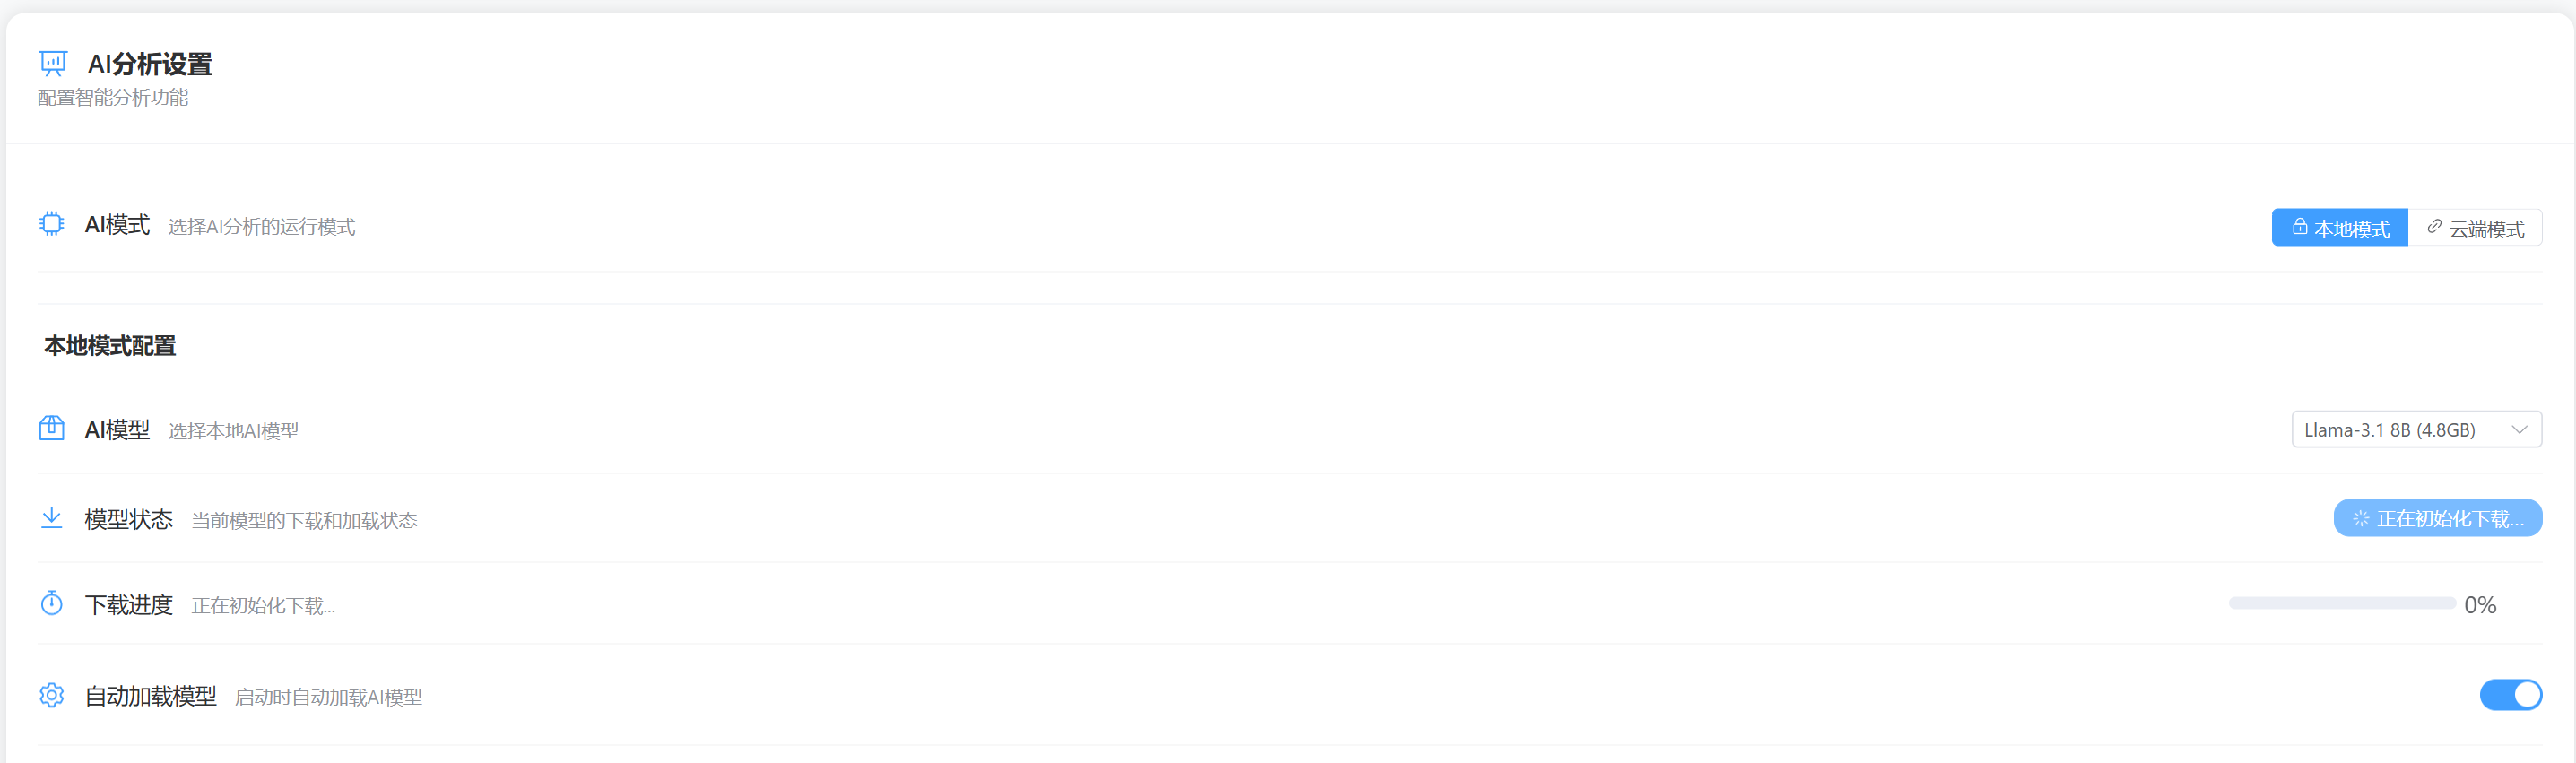 AI分析设置
配置智能分析功能
AI模式 选择AI分析的运行模式 本地模式 云端模式
本地模式配置
AI模型 选择本地AI模型 Llama-3.1 8B (4.8GB)
模型状态 当前模型的下载和加载状态 正在初始化下载...
下载进度 正在初始化下载... 0%
自动加载模型 启动时自动加载AI模型